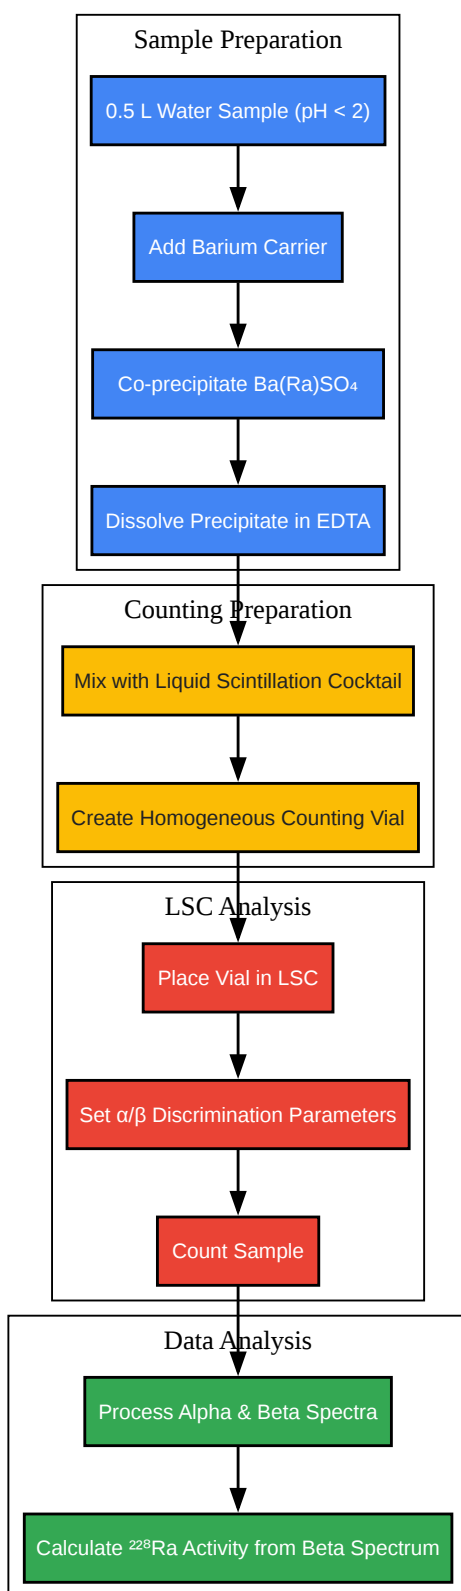 Sample Preparation
0.5 L Water Sample (pH < 2)
Add Barium Carrier
Co-precipitate Ba(Ra)SO₄
Dissolve Precipitate in EDTA
Counting Preparation
Mix with Liquid Scintillation Cocktail
Create Homogeneous Counting Vial
LSC Analysis
Place Vial in LSC
Set α/β Discrimination Parameters
Count Sample
Data Analysis
Process Alpha & Beta Spectra
Calculate ²²⁸Ra Activity from Beta Spectrum